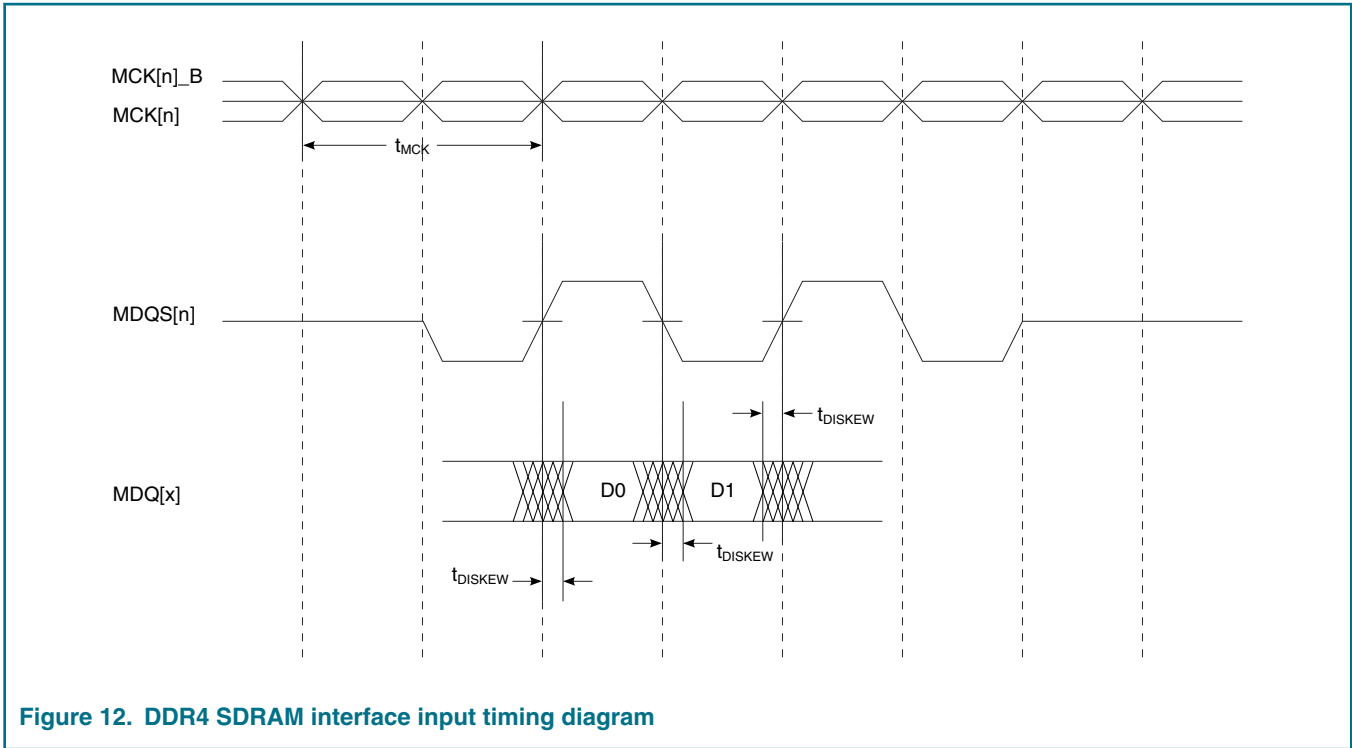 MCK[n]_B
MCK[n]
tMCK
MDQS[n]
tDISKEW
MDQ[x]
D0
D1
tDISKEW
tDISKEW
Figure 12. DDR4 SDRAM interface input timing diagram